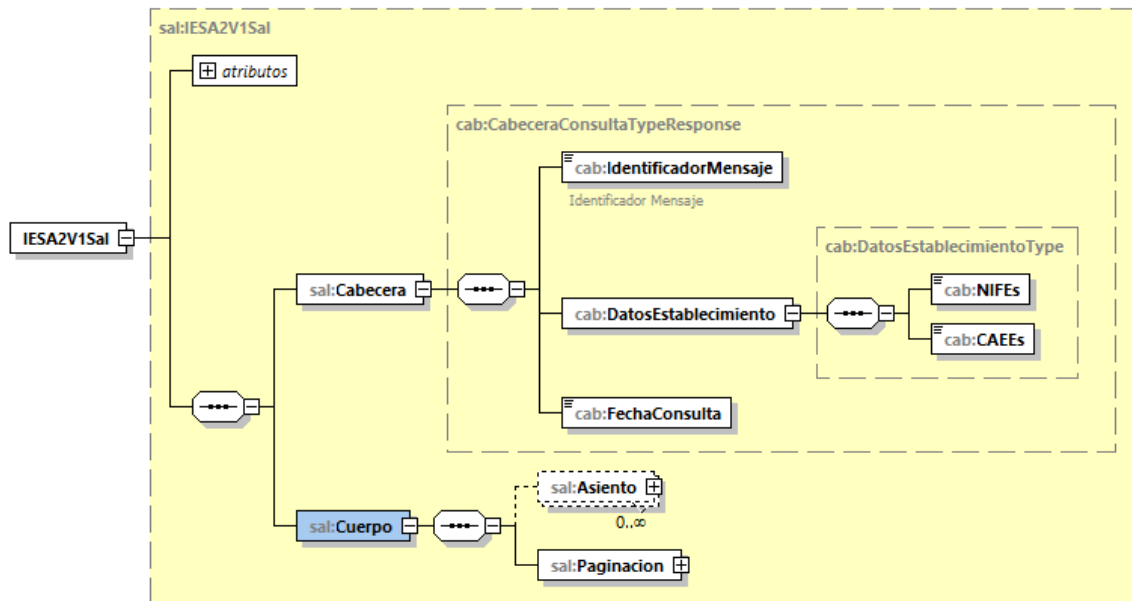 sal:IESA2V1Sal
atributos
cab:CabeceraConsultaTypeResponse
cab:IdentificadorMensaje
Identificador Mensaje
IESA2V1Sal
cab:DatosEstablecimientoType
sal:Cabecera
cab:DatosEstablecimiento
cab:NIFEs
cab:CAEEs
cab:FechaConsulta
sal:Cuerpo
sal:Asiento
0..∞
sal:Paginacion